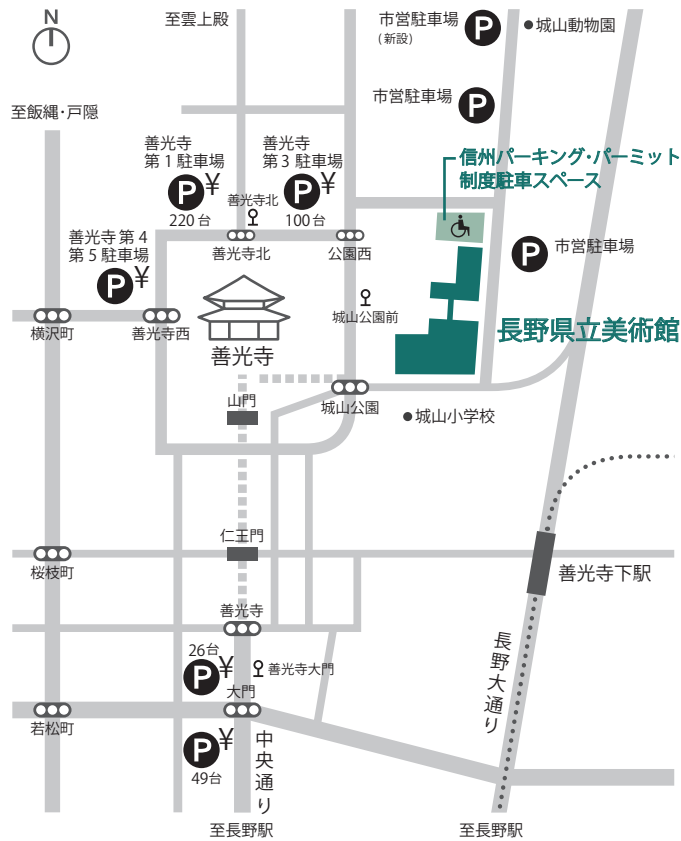 N
至雲上殿
市営駐車場
(新設)
P
城山動物園
市営駐車場
P
至飯縄・戸隠
善光寺
第1駐車場
P¥
220台
善光寺
第3駐車場
P¥
100台
信州パーキング・パーミット
制度駐車スペース
善光寺北
善光寺北
公園西
善光寺第4
第5駐車場
P¥
P
市営駐車場
横沢町
善光寺西
善光寺
城山公園前
長野県立美術館
山門
城山公園
城山小学校
仁王門
桜枝町
善光寺下駅
善光寺
26台
P¥
善光寺大門
大門
若松町
P¥
49台
中央通り
長野大通り
至長野駅
至長野駅